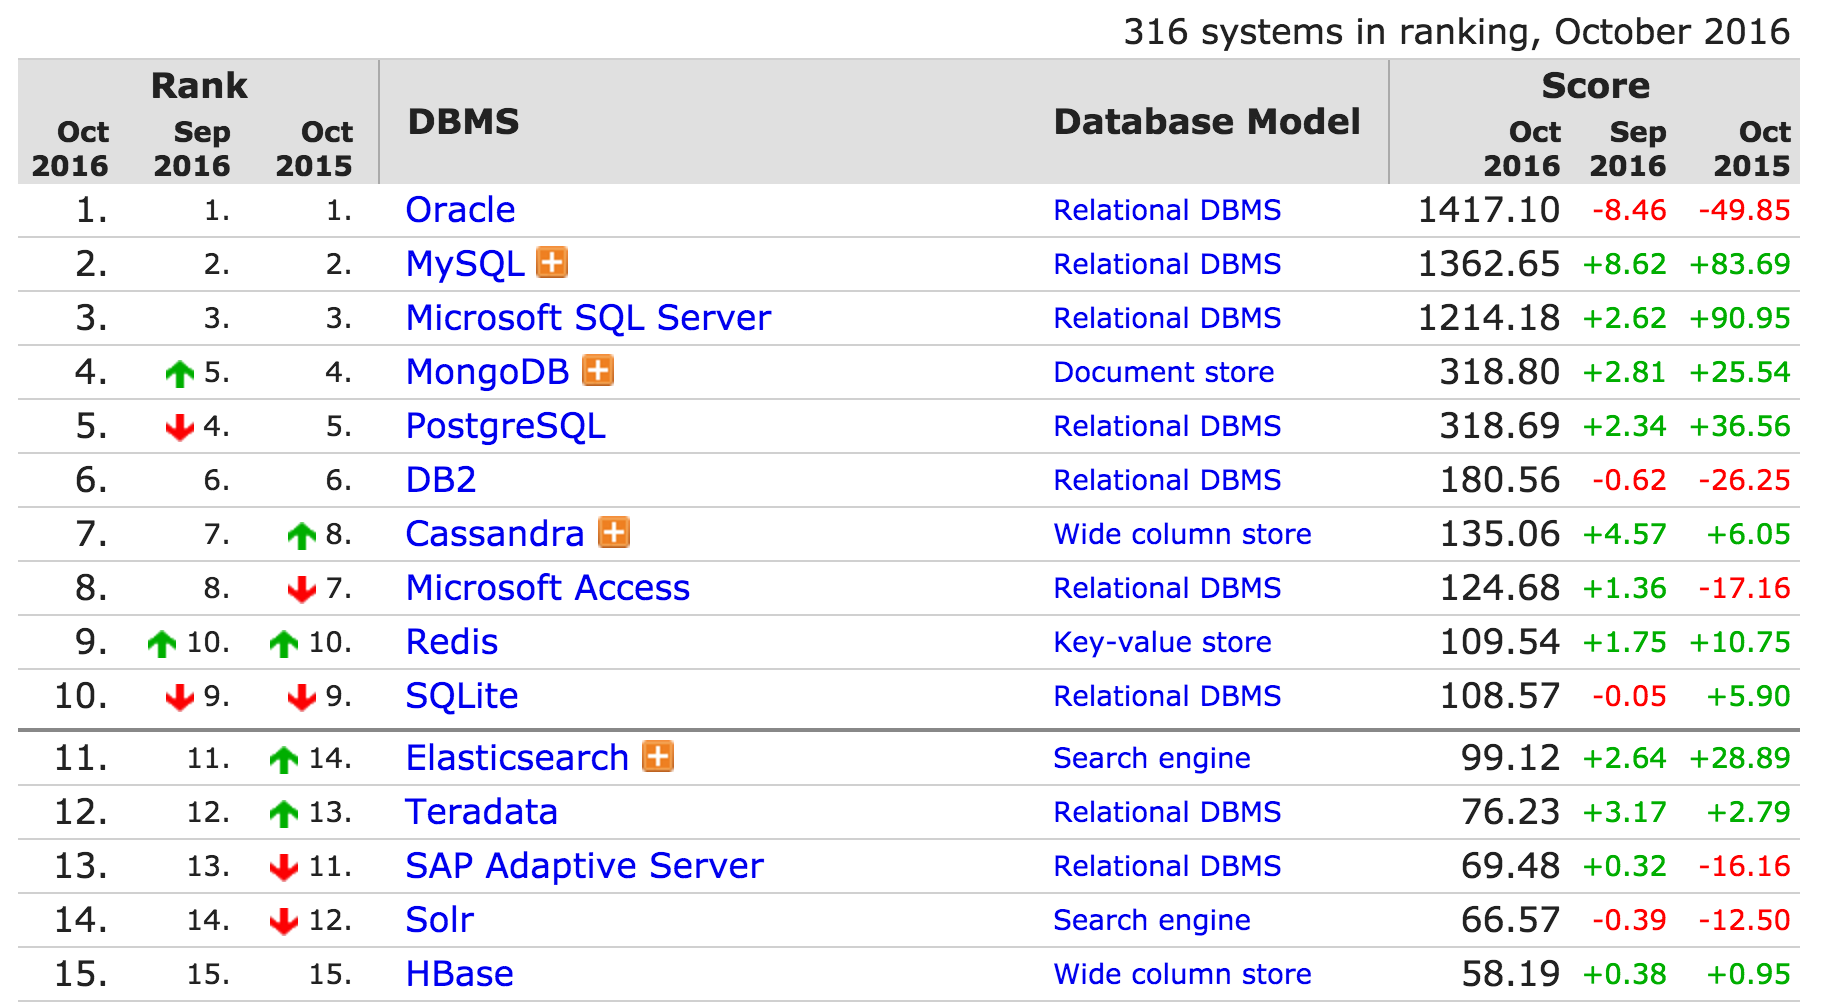 316 systems in ranking, October 2016
Rank DBMS Database Model Score
Oct 2016 Sep 2016 Oct 2015 Oct 2016 Sep 2016 Oct 2015
1. 1. 1. Oracle Relational DBMS 1417.10 -8.46 -49.85
2. 2. 2. MySQL Relational DBMS 1362.65 +8.62 +83.69
3. 3. 3. Microsoft SQL Server Relational DBMS 1214.18 +2.62 +90.95
4. 5. 4. MongoDB Document store 318.80 +2.81 +25.54
5. 4. 5. PostgreSQL Relational DBMS 318.69 +2.34 +36.56
6. 6. 6. DB2 Relational DBMS 180.56 -0.62 -26.25
7. 7. 8. Cassandra Wide column store 135.06 +4.57 +6.05
8. 8. 7. Microsoft Access Relational DBMS 124.68 +1.36 -17.16
9. 10. 10. Redis Key-value store 109.54 +1.75 +10.75
10. 9. 9. SQLite Relational DBMS 108.57 -0.05 +5.90
11. 11. 14. Elasticsearch Search engine 99.12 +2.64 +28.89
12. 12. 13. Teradata Relational DBMS 76.23 +3.17 +2.79
13. 13. 11. SAP Adaptive Server Relational DBMS 69.48 +0.32 -16.16
14. 14. 12. Solr Search engine 66.57 -0.39 -12.50
15. 15. 15. HBase Wide column store 58.19 +0.38 +0.95